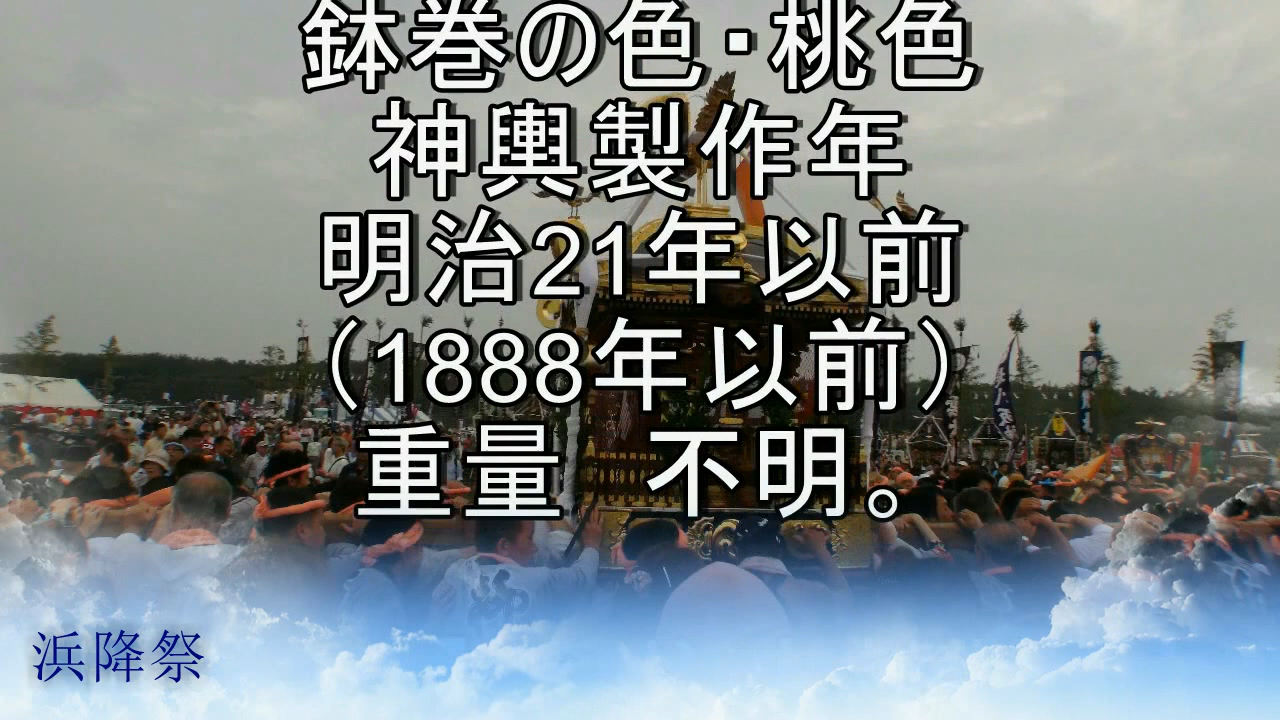 鉢巻の色・桃色
神輿製作年
明治21年以前
（1888年以前）
重量　不明。
浜降祭